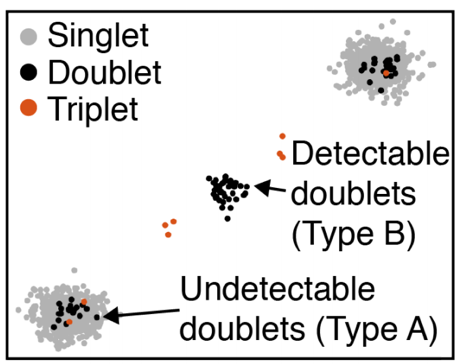 Singlet
Doublet
Triplet
Detectable
doublets
(Type B)
Undetectable
doublets (Type A)